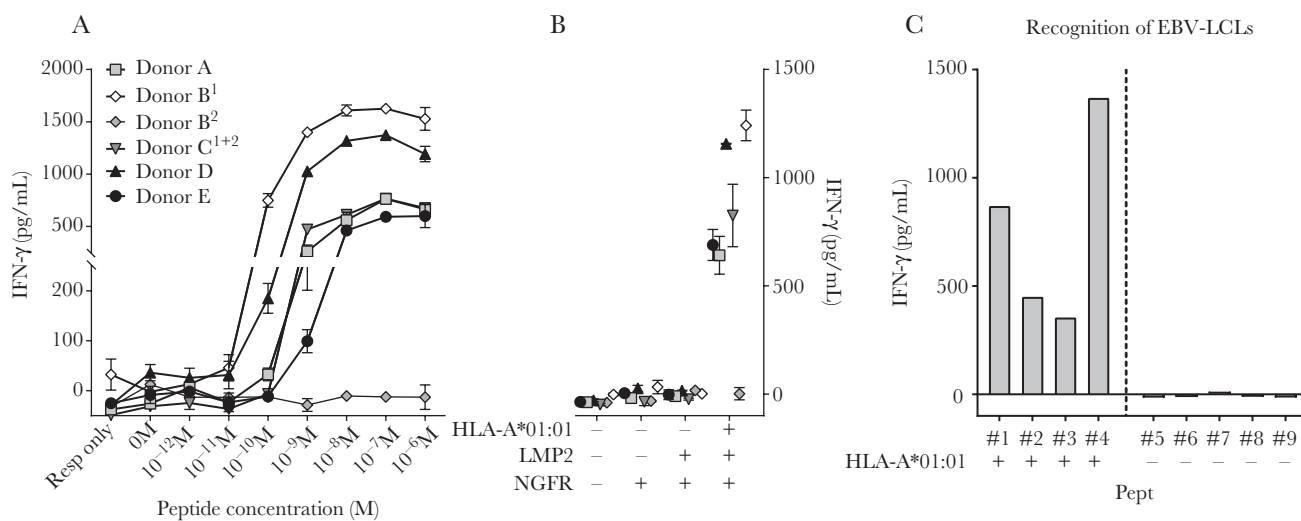 A
IFN-γ (pg/mL)
2000
1500
1000
500
200
100
0
Donor A
Donor B¹
Donor B²
Donor C¹⁺²
Donor D
Donor E
Resp only
0M
10⁻¹²M
10⁻¹¹M
10⁻¹⁰M
10⁻⁹M
10⁻⁸M
10⁻⁷M
10⁻⁶M
Peptide concentration (M)
B
1500
1000
500
0
IFN-γ (pg/mL)
HLA-A*01:01 – – – +
LMP2 – – + +
NGFR – + + +
C
Recognition of EBV-LCLs
IFN-γ (pg/mL)
1500
1000
500
0
#1 #2 #3 #4 #5 #6 #7 #8 #9
HLA-A*01:01 + + + + – – – – –
Pept